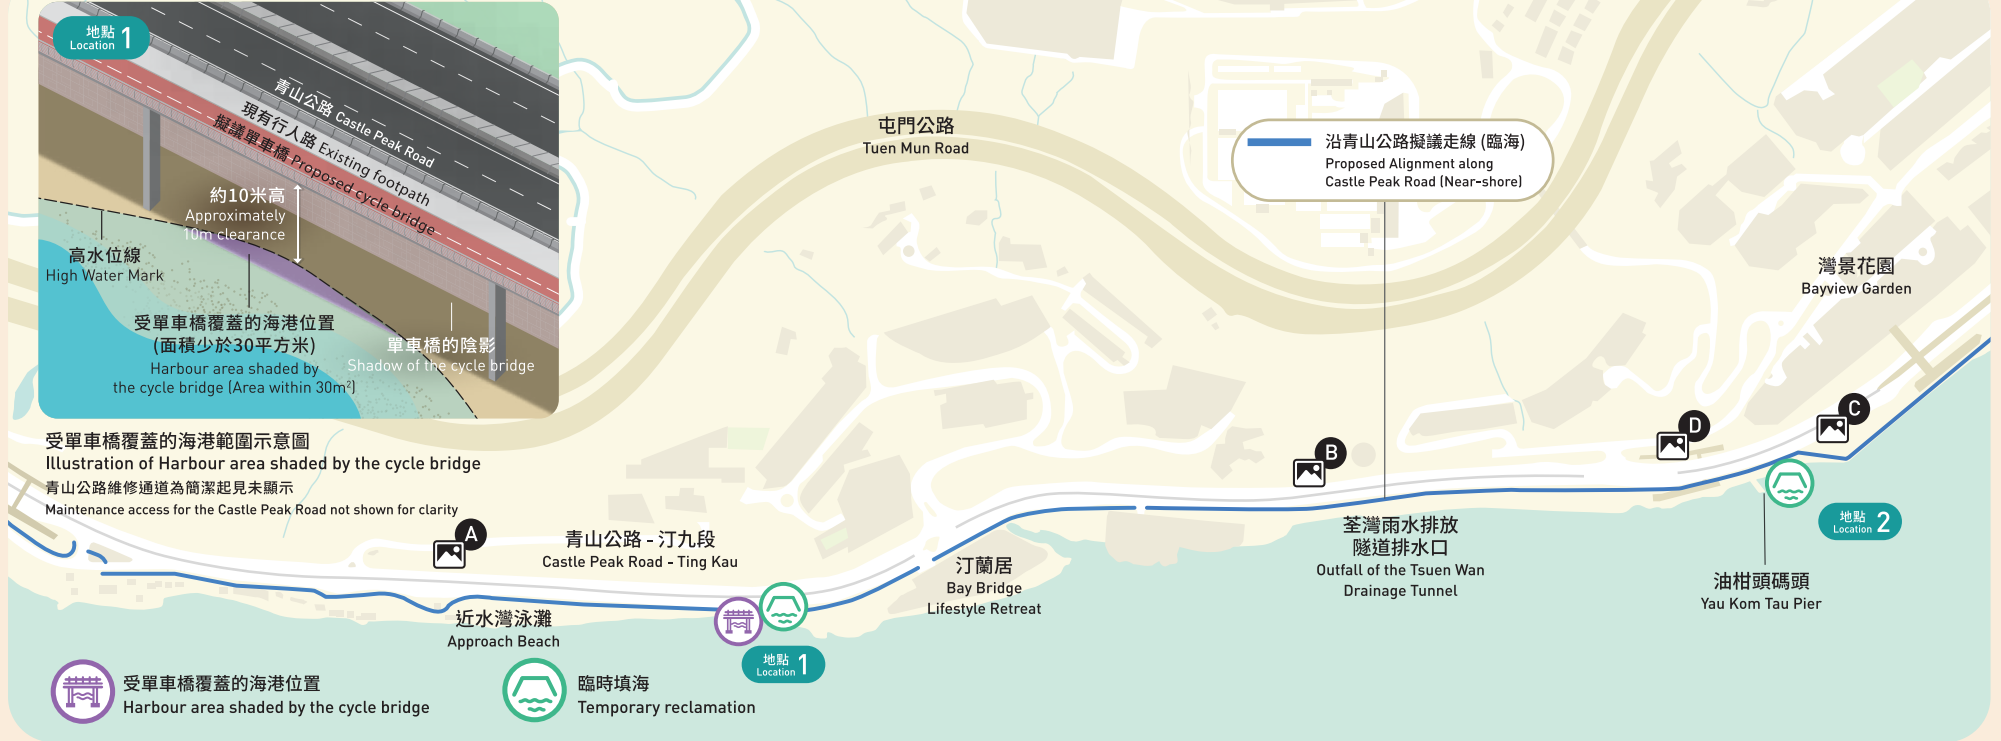 地點
Location 1
青山公路 Castle Peak Road
現有行人路 Existing footpath
擬議單車橋 Proposed cycle bridge
約10米高
Approximately
10m clearance
高水位線
High Water Mark
受單車橋覆蓋的海港位置
(面積少於30平方米)
Harbour area shaded by
the cycle bridge (Area within 30m²)
單車橋的陰影
Shadow of the cycle bridge
受單車橋覆蓋的海港範圍示意圖
Illustration of Harbour area shaded by the cycle bridge
青山公路維修通道為簡潔起見未顯示
Maintenance access for the Castle Peak Road not shown for clarity
屯門公路
Tuen Mun Road
沿青山公路擬議走線 (臨海)
Proposed Alignment along
Castle Peak Road (Near-shore)
灣景花園
Bayview Garden
A
B
C
D
青山公路 - 汀九段
Castle Peak Road - Ting Kau
近水灣泳灘
Approach Beach
汀蘭居
Bay Bridge
Lifestyle Retreat
荃灣雨水排放
隧道排水口
Outfall of the Tsuen Wan
Drainage Tunnel
地點
Location 2
油柑頭碼頭
Yau Kom Tau Pier
地點
Location 1
受單車橋覆蓋的海港位置
Harbour area shaded by the cycle bridge
臨時填海
Temporary reclamation